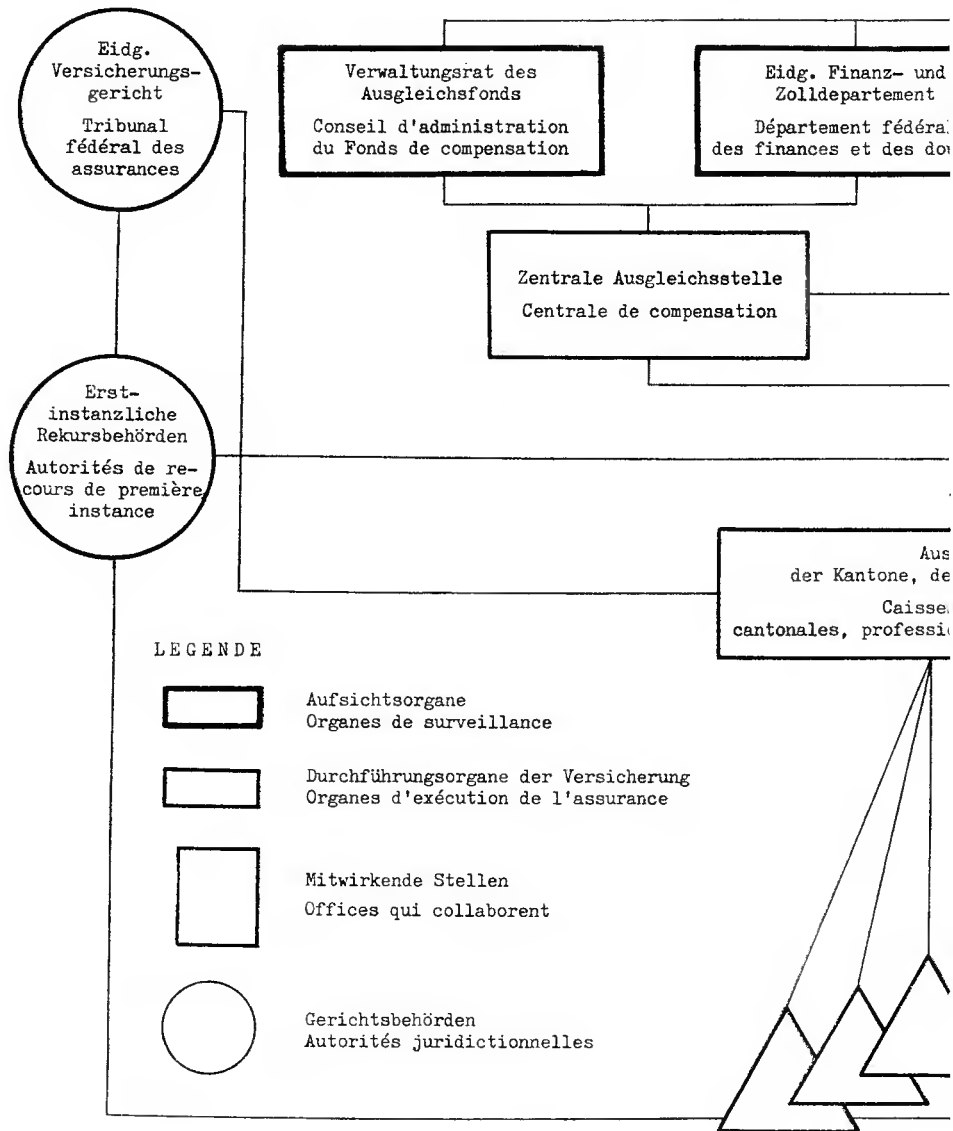 Eidg.
Versicherungs-
gericht
Tribunal
fédéral des
assurances
Verwaltungsrat des
Ausgleichsfonds
Conseil d'administration
du Fonds de compensation
Eidg. Finanz- und
Zolldepartement
Département fédéral
des finances et des
Zentrale Ausgleichsstelle
Centrale de compensation
Erst-
instanzliche
Rekursbehörden
Autorités de re-
cours de première
instance
Aus
der Kantone, de
Caisse
cantonales, professi
LEGENDE
Aufsichtsorgane
Organes de surveillance
Durchführungsorgane der Versicherung
Organes d'exécution de l'assurance
Mitwirkende Stellen
Offices qui collaborent
Gerichtsbehörden
Autorités juridictionnelles